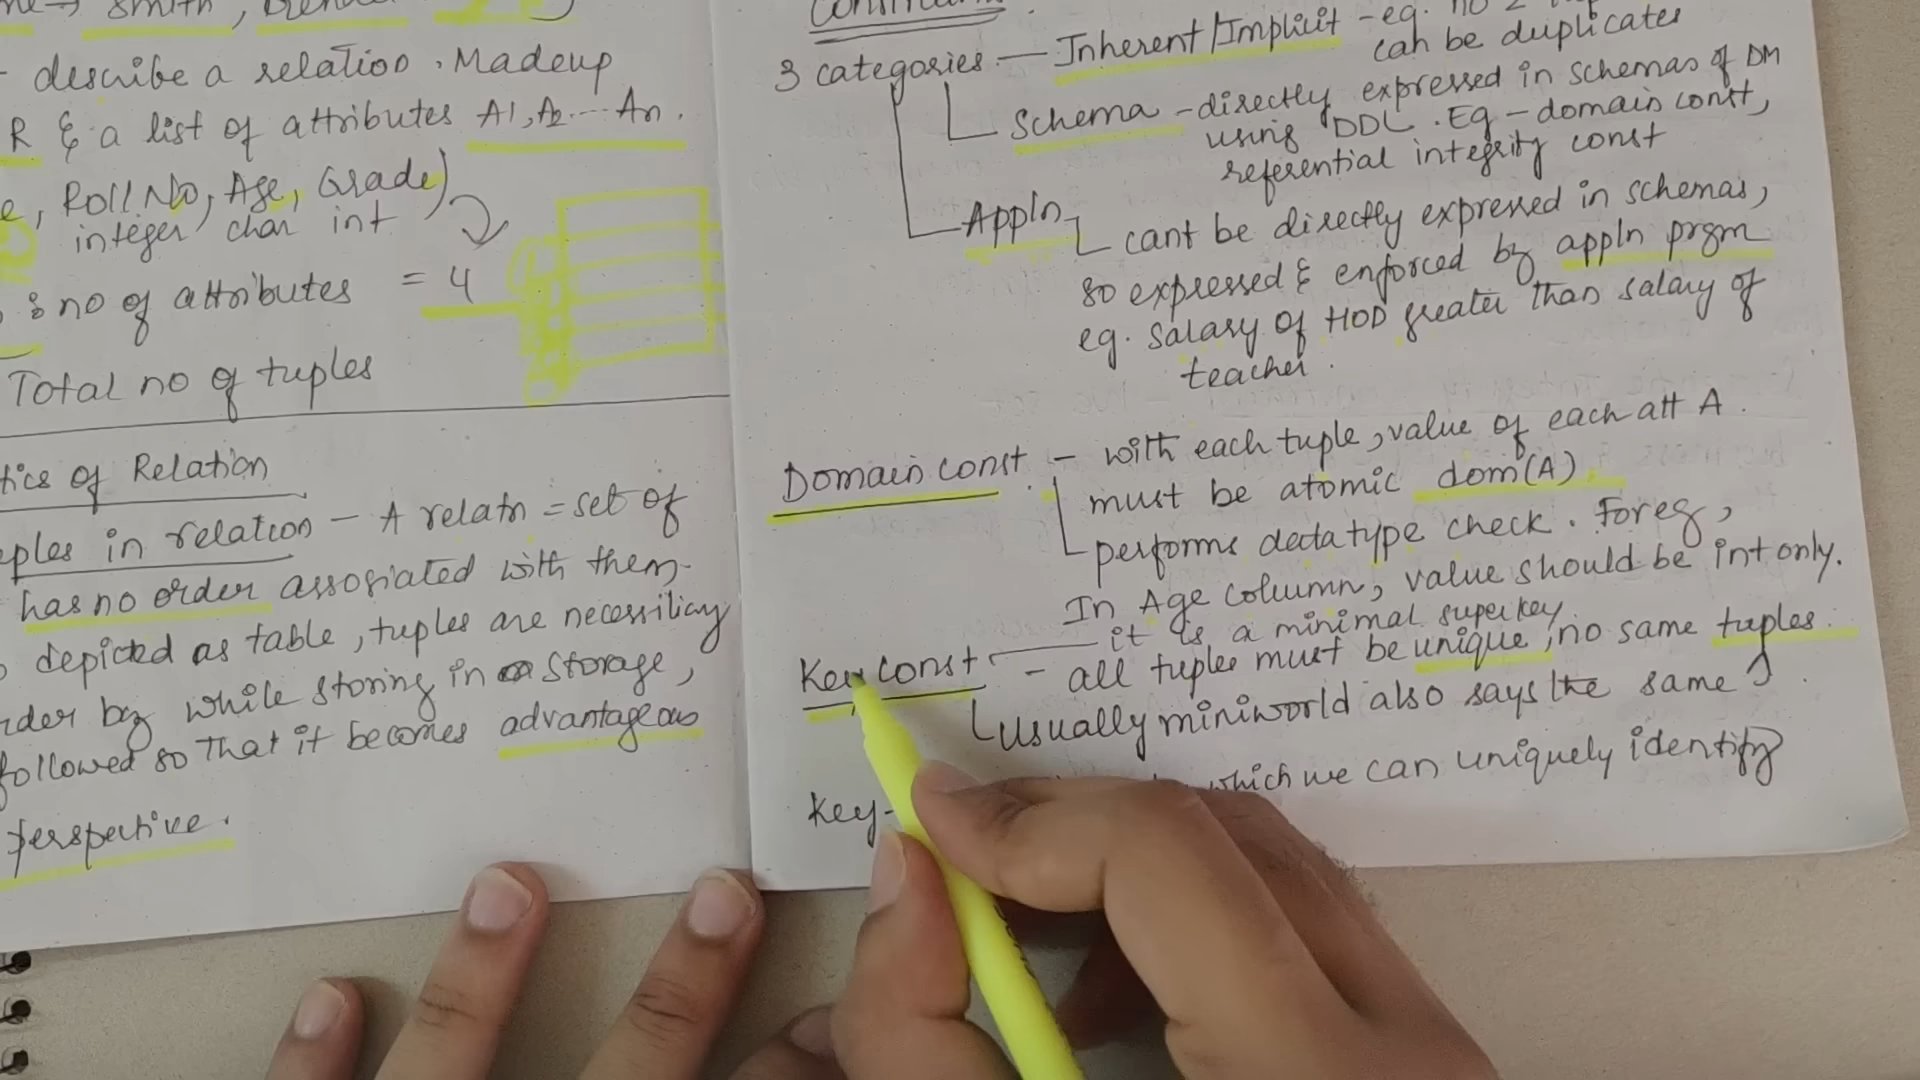 smith,
describe a relation. Madeup
R & a list of attributes A1, A2... An.
Roll No, Age, Grade)
integer char int
: no of attributes = 4
Total no of tuples
tics of Relation
ples in relation - A relatn = set of
has no order assosiated with them.
depicted as table, tuples are necessiliary
rder by while storing in storage,
followed so that it becomes advantageous
perspective.
3 categories - Inherent/Implicit - eg. no 2
can be duplicates
Schema - directly expressed in schemas of DM
using DDL. Eg - domain const,
referential integrity const
Appln
cant be directly expressed in schemas,
so expressed & enforced by appln prgm
eg. salary of HOD greater than salary of
teacher.
Domain const - with each tuple, value of each att A.
must be atomic dom(A).
performs datatype check. Foreg,
In Age column, value should be int only.
it is a minimal superkey.
Key const - all tuples must be unique, no same tuples.
Usually miniworld also says the same
Key - which we can uniquely identify